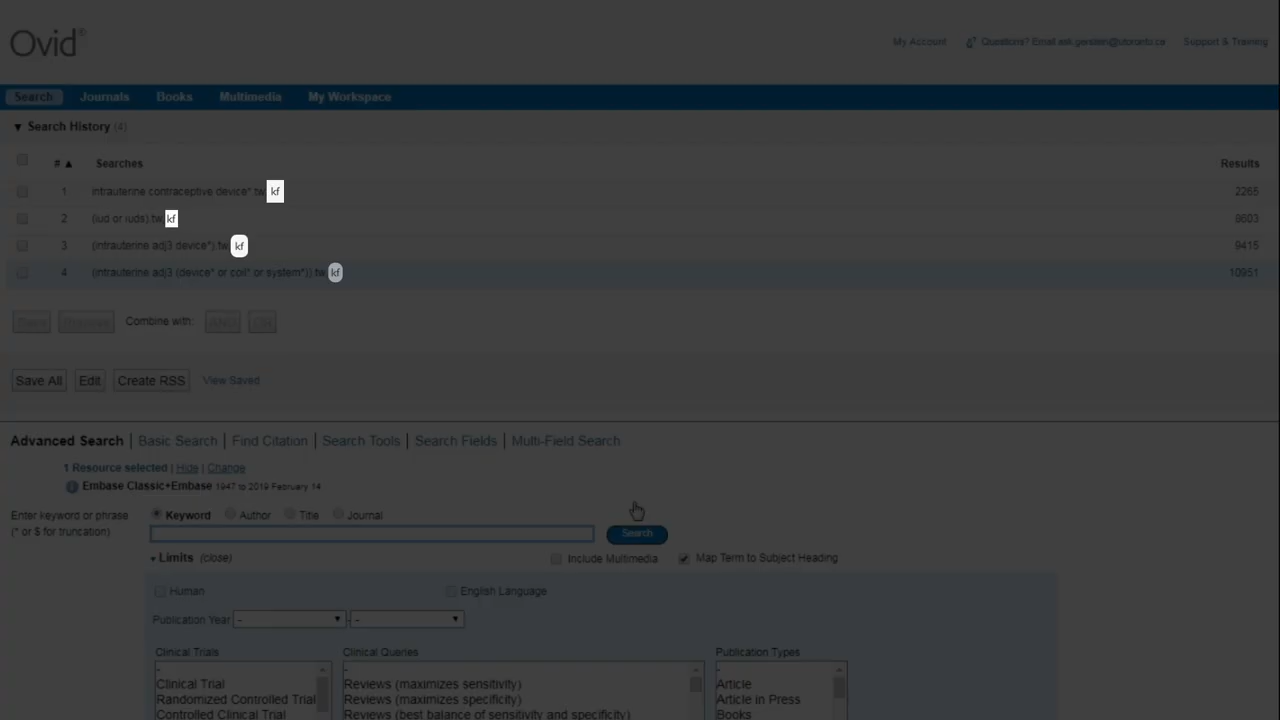 Ovid®
My Account Questions? Email ask.gerstein@utoronto.ca Support & Training
Search Journals Books Multimedia My Workspace
▼ Search History (4)
# ▲ Searches Results
1 intrauterine contraceptive device* tw kf 2265
2 (iud or iuds).tw kf 8603
3 (intrauterine adj3 device*).tw kf 9415
4 (intrauterine adj3 (device* or coil* or system*)).tw kf 10951
Save Remove Combine with: AND OR
Save All Edit Create RSS View Saved
Advanced Search | Basic Search | Find Citation | Search Tools | Search Fields | Multi-Field Search
1 Resource selected | Hide | Change
Embase Classic+Embase 1947 to 2019 February 14
Enter keyword or phrase
(* or $ for truncation)
Keyword Author Title Journal
Search
▾ Limits (close) Include Multimedia Map Term to Subject Heading
Human English Language
Publication Year - - -
Clinical Trials Clinical Queries Publication Types
- - -
Clinical Trial Reviews (maximizes sensitivity) Article
Randomized Controlled Trial Reviews (maximizes specificity) Article in Press
Controlled Clinical Trial Reviews (best balance of sensitivity and specificity) Books